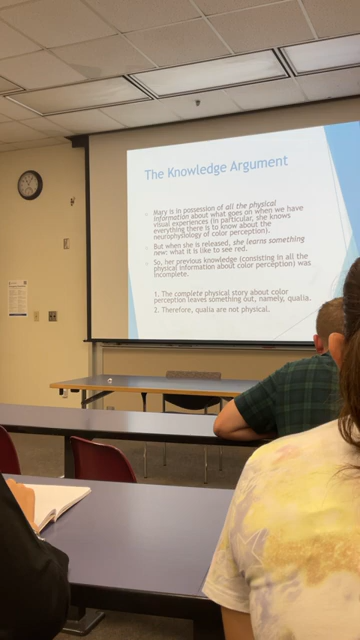 The Knowledge Argument
Mary is in possession of all the physical
information about what goes on when we have
visual experiences (in particular, she knows
everything there is to know about the
neurophysiology of color perception).
But when she is released, she learns something
new: what it is like to see red.
So, her previous knowledge (consisting in all the
physical information about color perception) was
incomplete.
1. The complete physical story about color
perception leaves something out, namely, qualia.
2. Therefore, qualia are not physical.